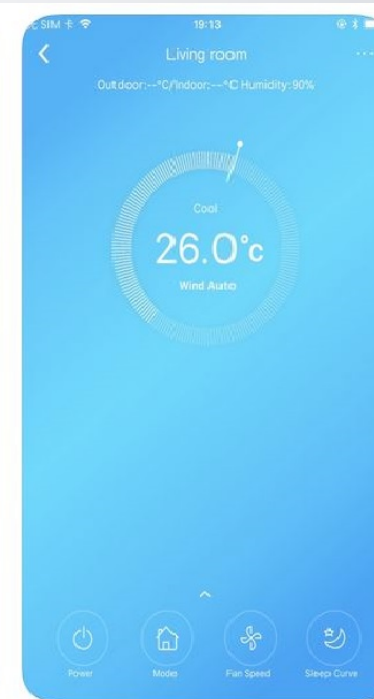 SIM 19:13
Living room
Outdoor:--°C/Indoor:--°C Humidity:90%
Cool
26.0°c
Wind Auto
Power Mode Fan Speed Sleep Curve